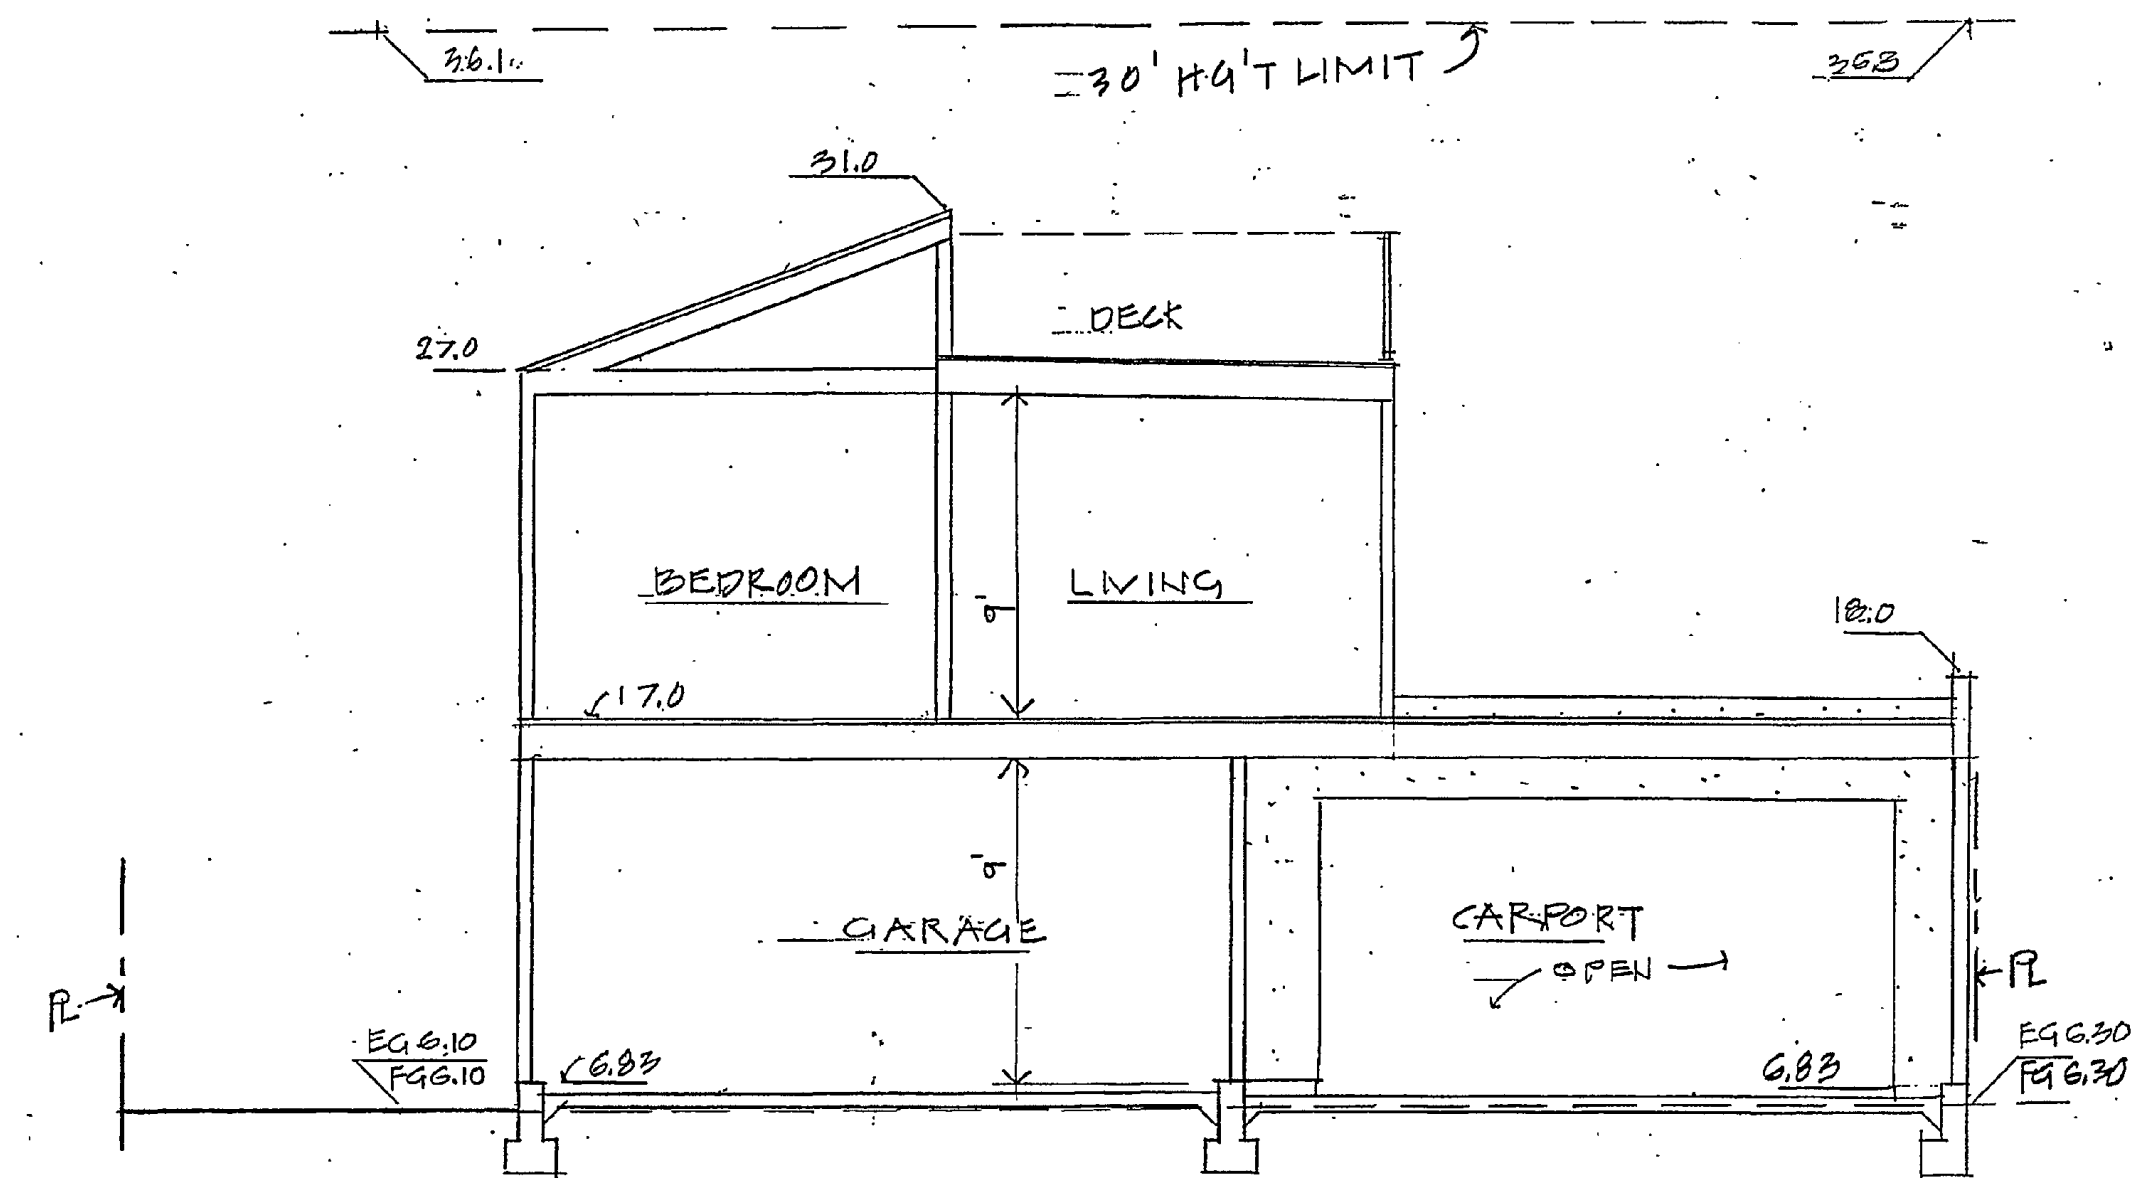 36.1
30' HG'T LIMIT
36.3
31.0
27.0
DECK
BEDROOM
LIVING
9'
18.0
17.0
9'
GARAGE
CARPORT
OPEN
PL
PL
EG 6.10
FG 6.10
6.83
6.83
EG 6.30
FG 6.30